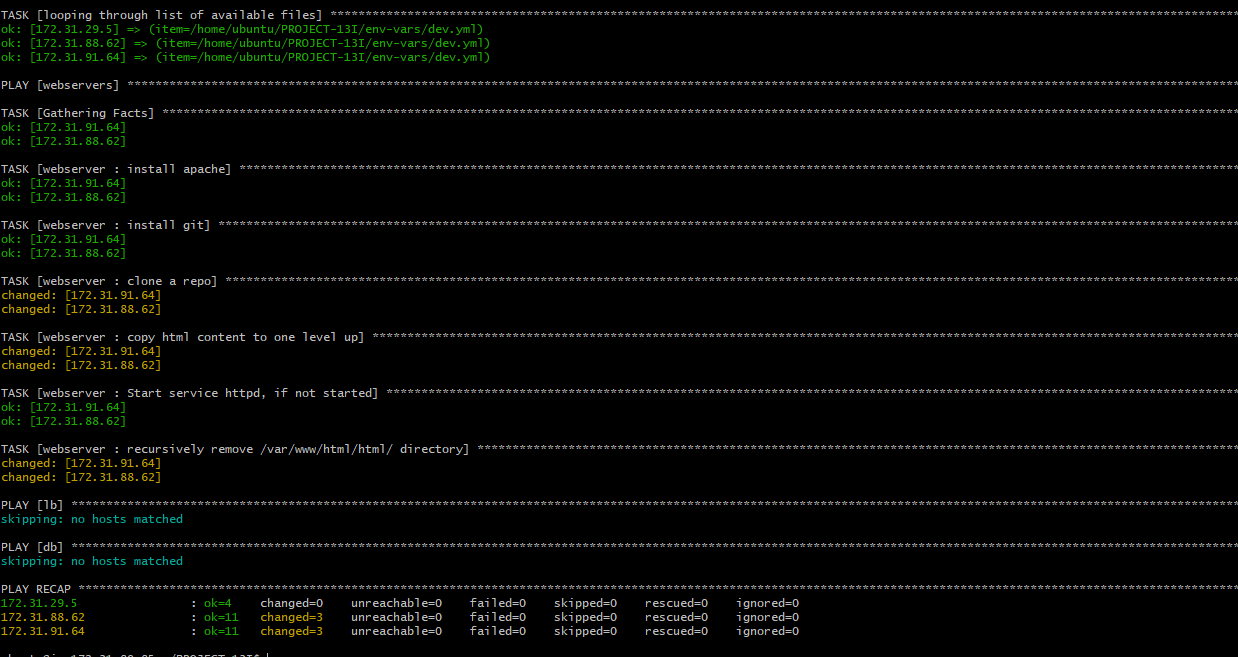 TASK [looping through list of available files] **********************************************************************************************************************************
ok: [172.31.29.5] => (item=/home/ubuntu/PROJECT-13I/env-vars/dev.yml)
ok: [172.31.88.62] => (item=/home/ubuntu/PROJECT-13I/env-vars/dev.yml)
ok: [172.31.91.64] => (item=/home/ubuntu/PROJECT-13I/env-vars/dev.yml)
PLAY [webservers] ***************************************************************************************************************************************************************
TASK [Gathering Facts] **********************************************************************************************************************************************************
ok: [172.31.91.64]
ok: [172.31.88.62]
TASK [webserver : install apache] ***********************************************************************************************************************************************
ok: [172.31.91.64]
ok: [172.31.88.62]
TASK [webserver : install git] **************************************************************************************************************************************************
ok: [172.31.91.64]
ok: [172.31.88.62]
TASK [webserver : clone a repo] *************************************************************************************************************************************************
changed: [172.31.91.64]
changed: [172.31.88.62]
TASK [webserver : copy html content to one level up] ****************************************************************************************************************************
changed: [172.31.91.64]
changed: [172.31.88.62]
TASK [webserver : Start service httpd, if not started] **************************************************************************************************************************
ok: [172.31.91.64]
ok: [172.31.88.62]
TASK [webserver : recursively remove /var/www/html/html/ directory] *************************************************************************************************************
changed: [172.31.91.64]
changed: [172.31.88.62]
PLAY [lb] ***********************************************************************************************************************************************************************
skipping: no hosts matched
PLAY [db] ***********************************************************************************************************************************************************************
skipping: no hosts matched
PLAY RECAP **********************************************************************************************************************************************************************
172.31.29.5 : ok=4 changed=0 unreachable=0 failed=0 skipped=0 rescued=0 ignored=0
172.31.88.62 : ok=11 changed=3 unreachable=0 failed=0 skipped=0 rescued=0 ignored=0
172.31.91.64 : ok=11 changed=3 unreachable=0 failed=0 skipped=0 rescued=0 ignored=0